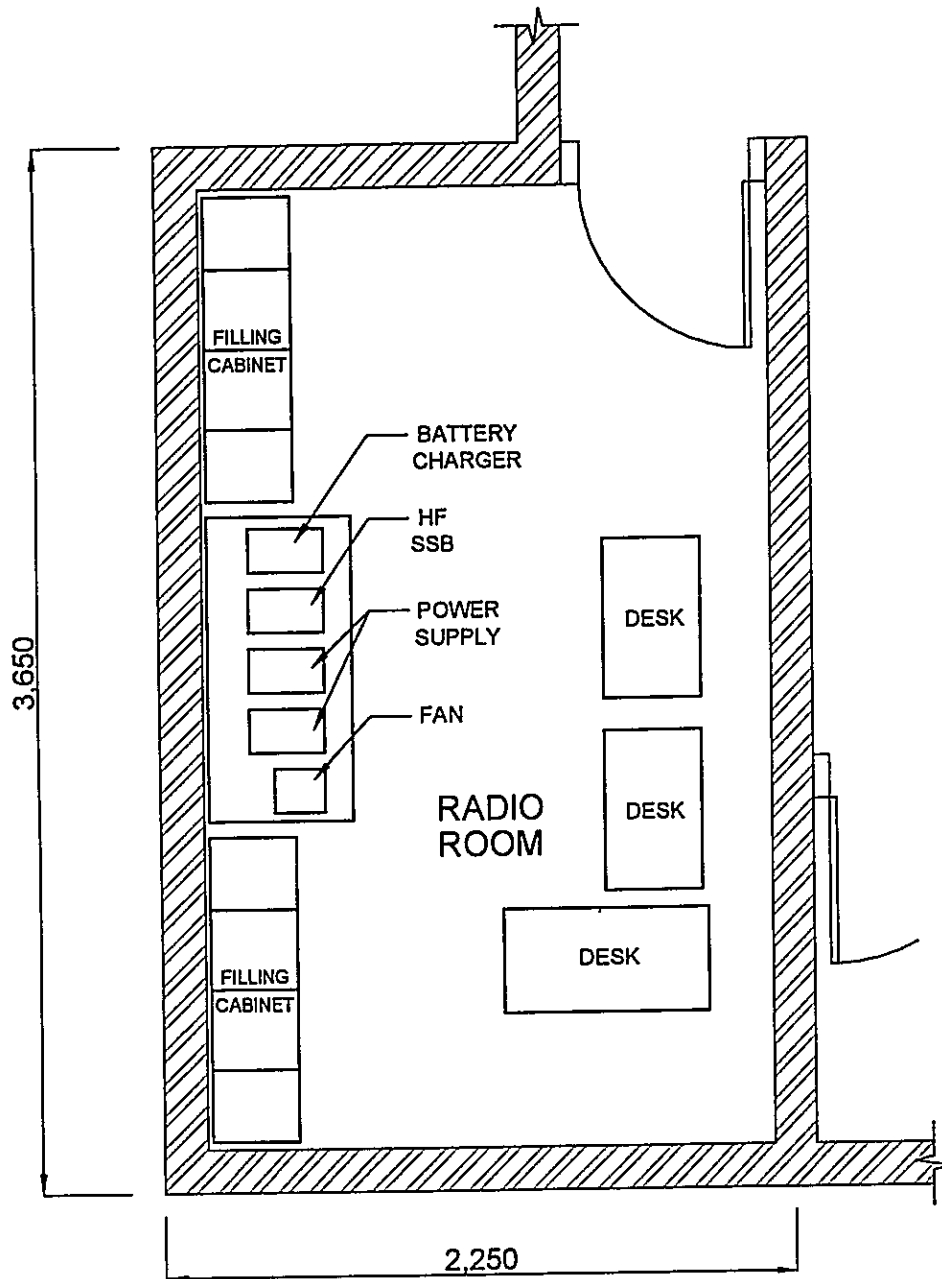 FILLING
CABINET
BATTERY
CHARGER
HF
SSB
POWER
SUPPLY
FAN
DESK
DESK
RADIO
ROOM
DESK
FILLING
CABINET
3,650
2,250